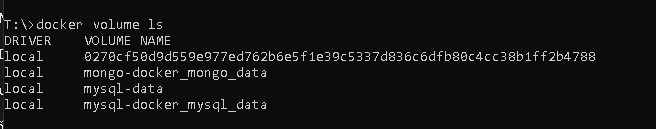 T:\>docker volume ls
DRIVER    VOLUME NAME
local     0270cf50d9d559e977ed762b6e5f1e39c5337d836c6dfb80c4cc38b1ff2b4788
local     mongo-docker_mongo_data
local     mysql-data
local     mysql-docker_mysql_data